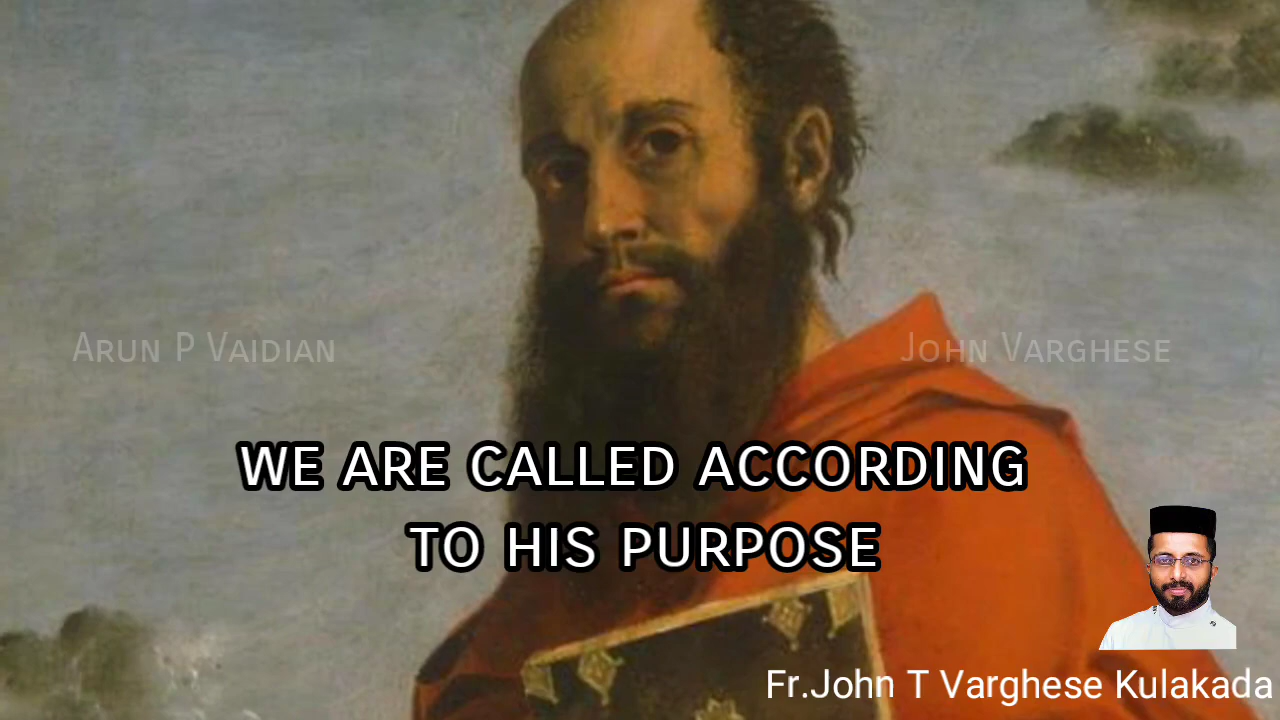 Arun P Vaidian
John Varghese
WE ARE CALLED ACCORDING
TO HIS PURPOSE
Fr.John T Varghese Kulakada